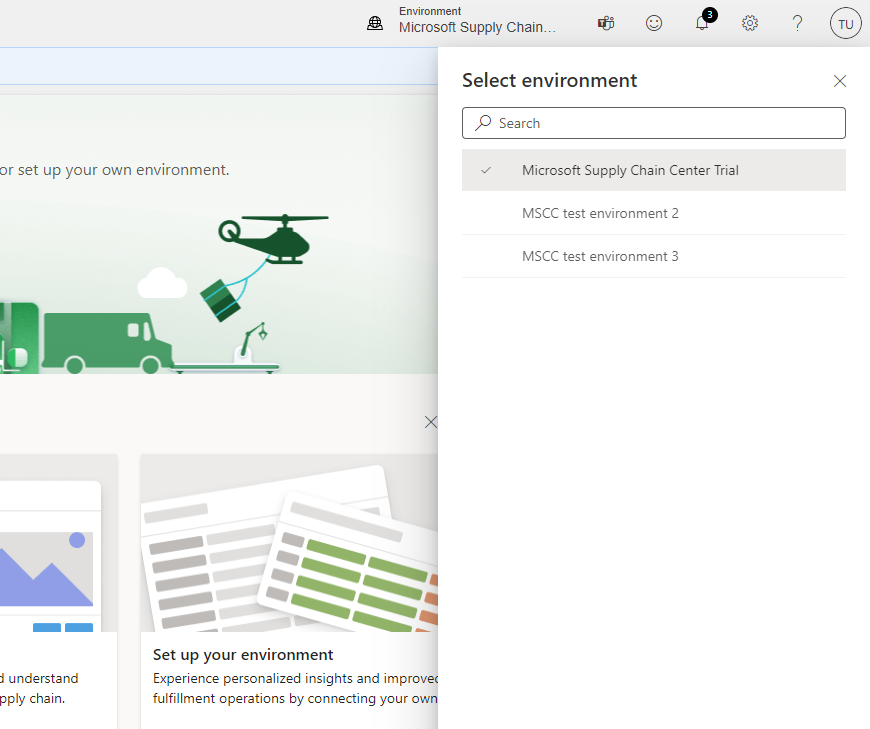 Environment
Microsoft Supply Chain...
3
TU
Select environment
Search
Microsoft Supply Chain Center Trial
MSCC test environment 2
MSCC test environment 3
or set up your own environment.
d understand
pply chain.
Set up your environment
Experience personalized insights and improved
fulfillment operations by connecting your own